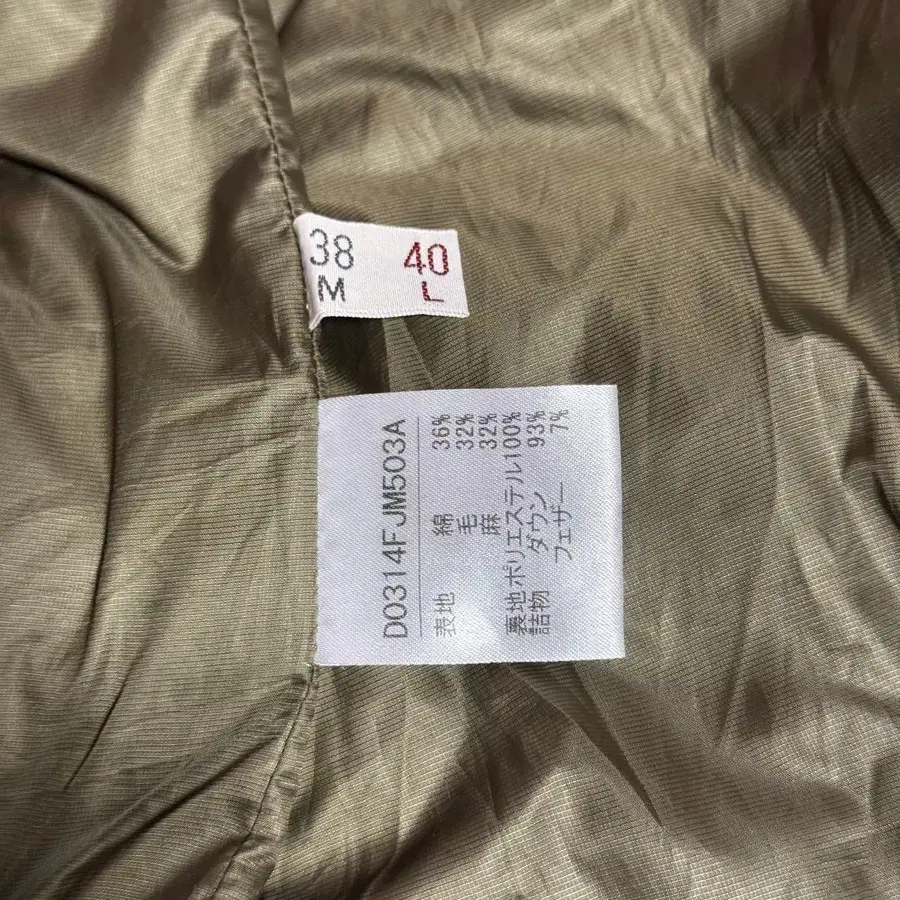 38 40
M L
D0314FJM503A
表地 綿 36%
毛 32%
麻 32%
裏地 ポリエステル100%
詰物 ダウン 93%
フェザー 7%